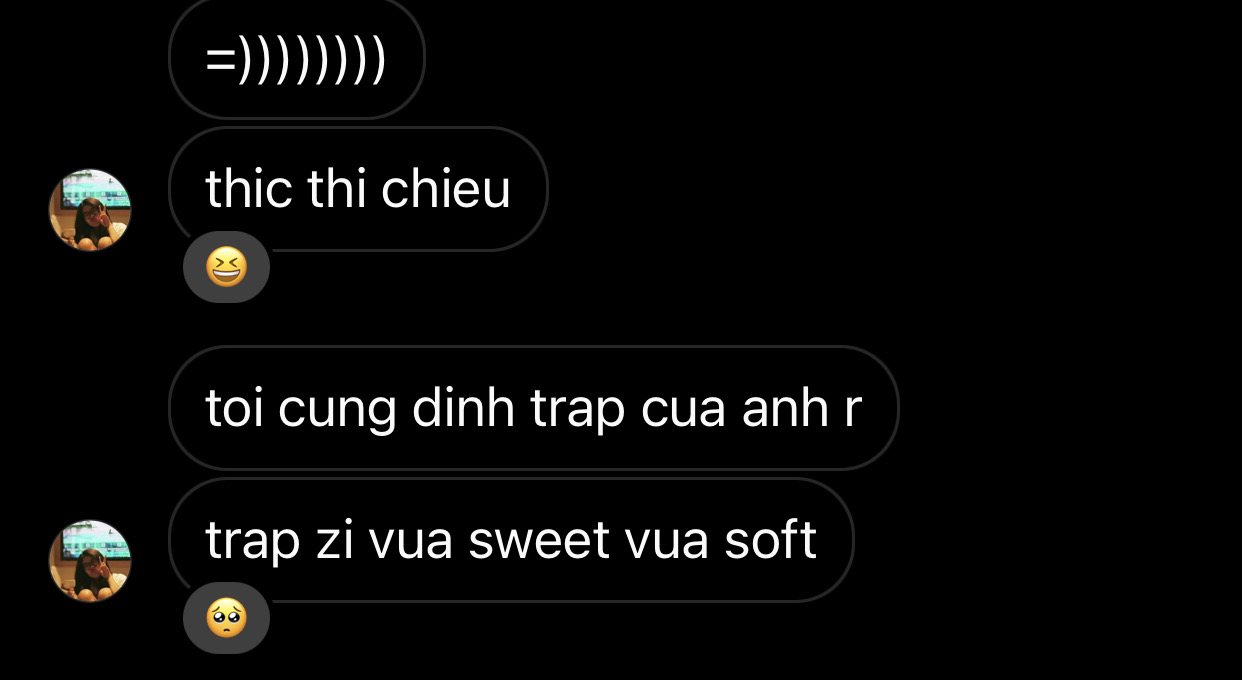 =))))))))
thic thi chieu
toi cung dinh trap cua anh r
trap zi vua sweet vua soft